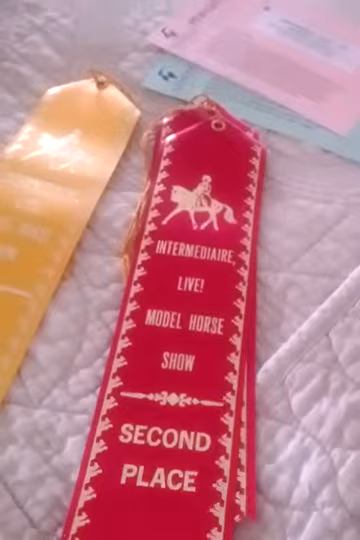 INTERMEDIAIRE,
LIVE!
MODEL HORSE
SHOW
SECOND
PLACE